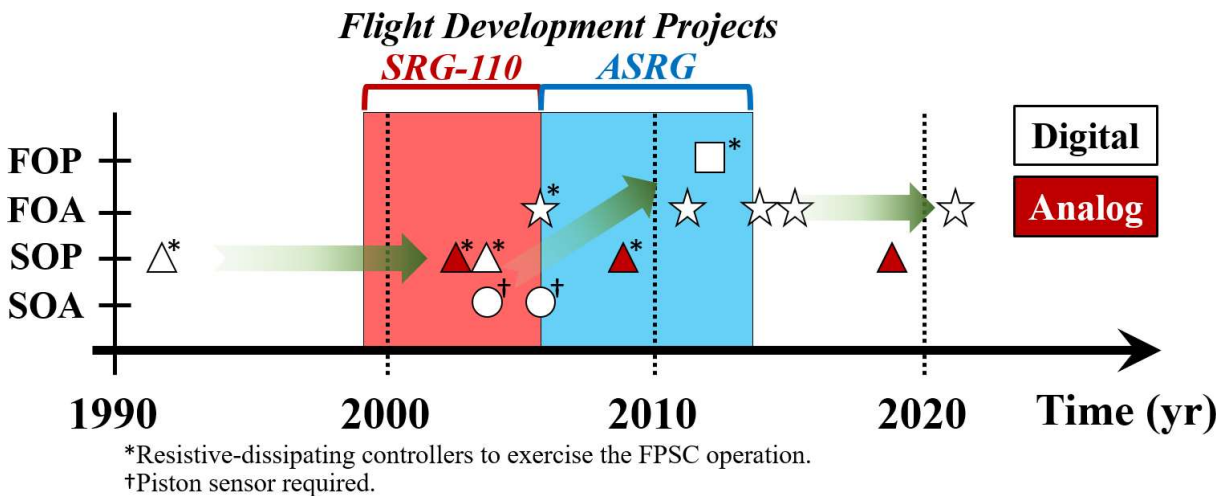 Flight Development Projects
SRG-110 ASRG
FOP * Digital
FOA * Analog
SOP * * * *
SOA † †
1990 2000 2010 2020 Time (yr)
*Resistive-dissipating controllers to exercise the FPSC operation.
†Piston sensor required.